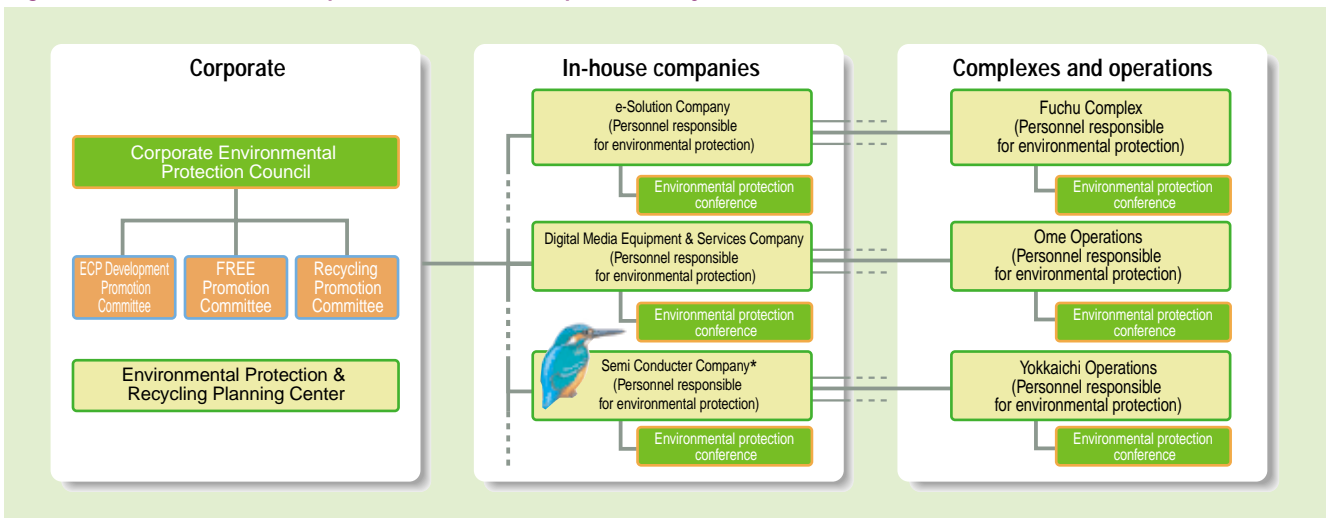 Corporate
Corporate Environmental
Protection Council
ECP Development
Promotion
Committee
FREE
Promotion
Committee
Recycling
Promotion
Committee
Environmental Protection &
Recycling Planning Center
In-house companies
e-Solution Company
(Personnel responsible
for environmental protection)
Environmental protection
conference
Digital Media Equipment & Services Company
(Personnel responsible
for environmental protection)
Environmental protection
conference
Semi Conducter Company*
(Personnel responsible
for environmental protection)
Environmental protection
conference
Complexes and operations
Fuchu Complex
(Personnel responsible
for environmental protection)
Environmental protection
conference
Ome Operations
(Personnel responsible
for environmental protection)
Environmental protection
conference
Yokkaichi Operations
(Personnel responsible
for environmental protection)
Environmental protection
conference